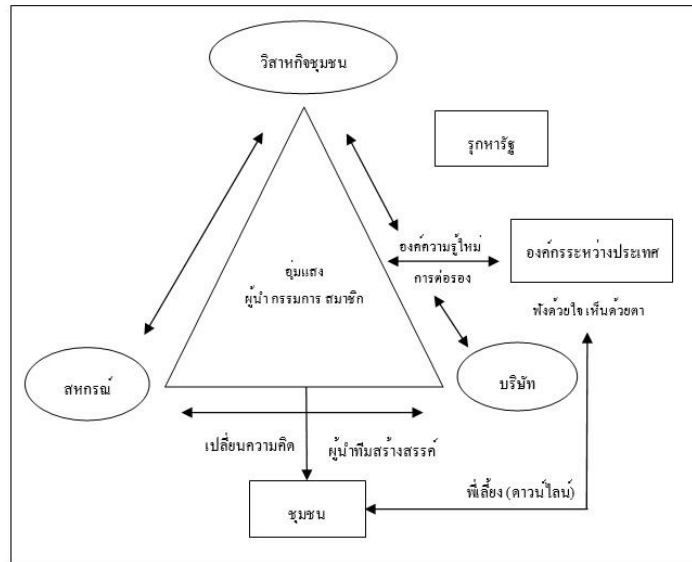 วิสาหกิจชุมชน
รุกหารัฐ
องค์ความรู้ใหม่
องค์กรระหว่างประเทศ
การต่อรอง
อุ่มแสง
ผู้นำ กรรมการ สมาชิก
ฟังด้วยใจ เห็นด้วยตา
สหกรณ์
บริษัท
เปลี่ยนความคิด
ผู้นำทีมสร้างสรรค์
พี่เลี้ยง (ดาวน์ไลน์)
ชุมชน